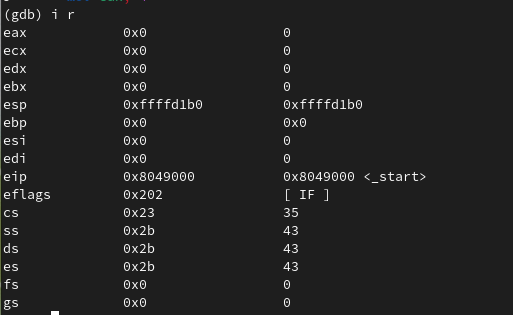 (gdb) i r
eax 0x0 0
ecx 0x0 0
edx 0x0 0
ebx 0x0 0
esp 0xffffd1b0 0xffffd1b0
ebp 0x0 0x0
esi 0x0 0
edi 0x0 0
eip 0x8049000 0x8049000 <_start>
eflags 0x202 [ IF ]
cs 0x23 35
ss 0x2b 43
ds 0x2b 43
es 0x2b 43
fs 0x0 0
gs 0x0 0